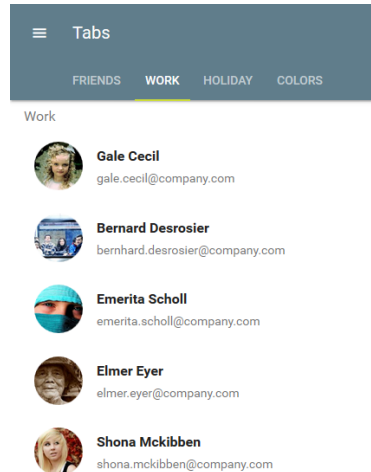 Tabs
FRIENDS WORK HOLIDAY COLORS
Work
Gale Cecil
gale.cecil@company.com
Bernard Desrosier
bernhard.desrosier@company.com
Emerita Scholl
emerita.scholl@company.com
Elmer Eyer
elmer.eyer@company.com
Shona Mckibben
shona.mckibben@company.com